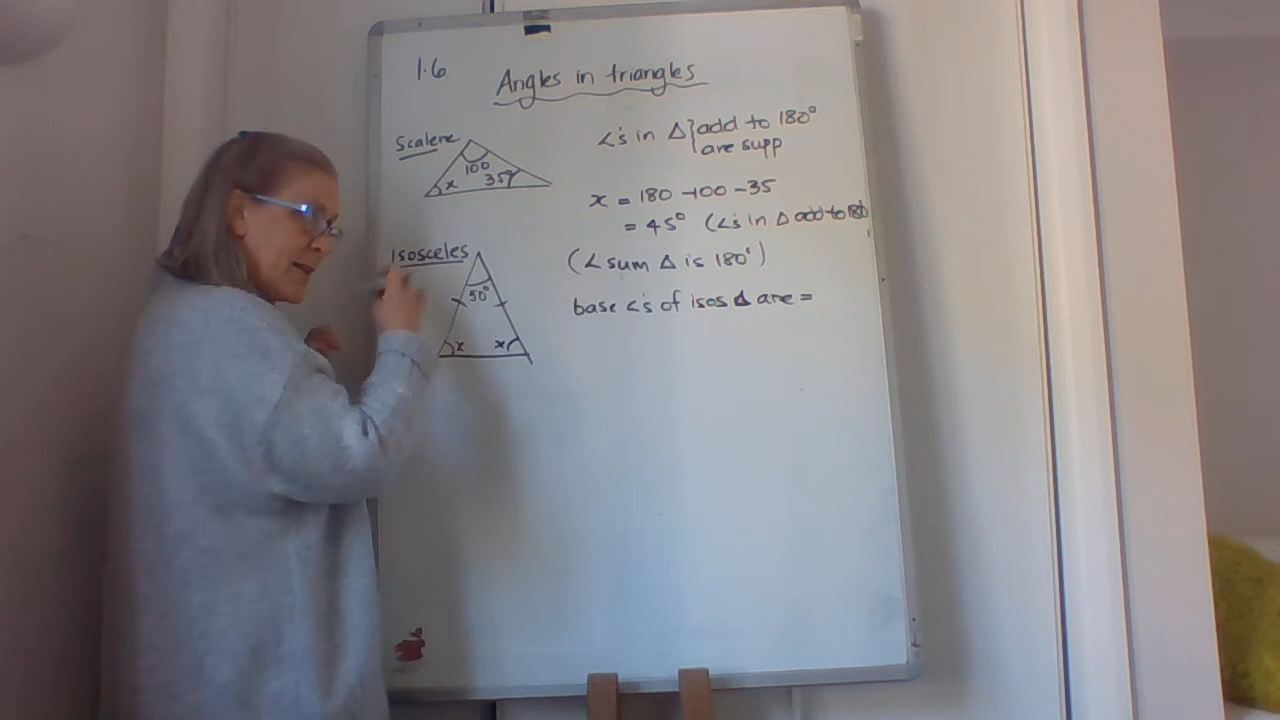 1.6
Angles in triangles
Scalene
100
x
35°
∠'s in △ } add to 180°
are supp
x = 180 - 100 - 35
= 45° (∠'s in △ add to 180
(∠ sum △ is 180°)
Isosceles
50°
x
x
base ∠'s of isos △ are =